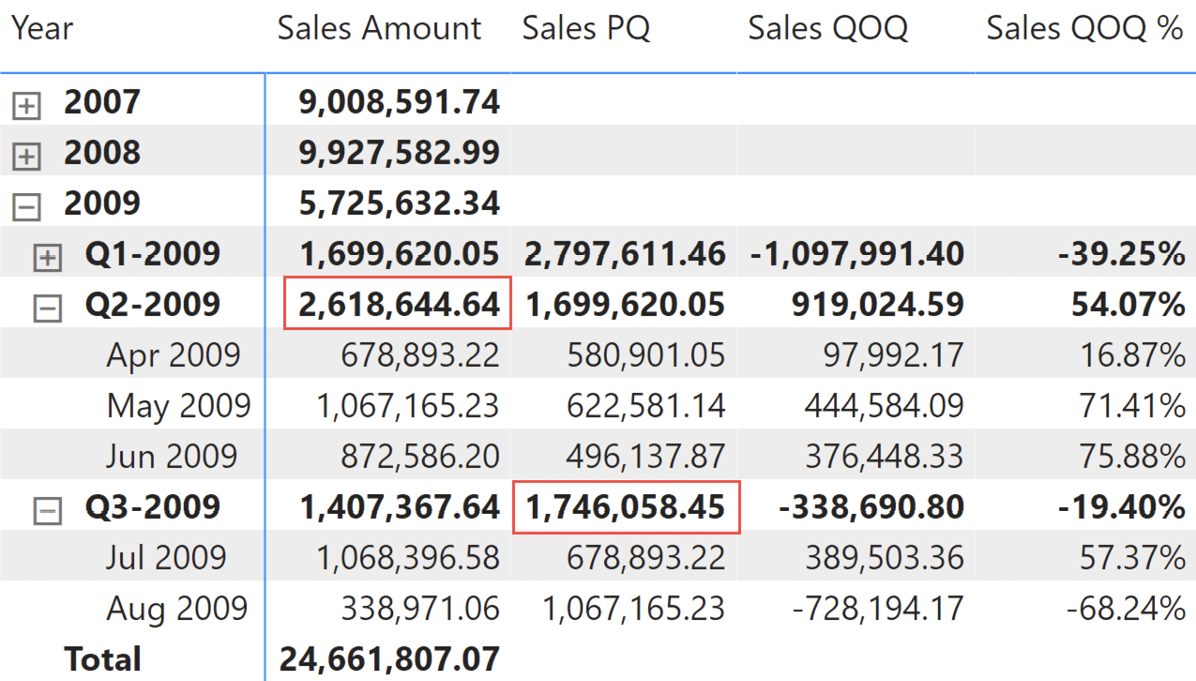 Year Sales Amount Sales PQ Sales QOQ Sales QOQ %
2007 9,008,591.74
2008 9,927,582.99
2009 5,725,632.34
Q1-2009 1,699,620.05 2,797,611.46 -1,097,991.40 -39.25%
Q2-2009 2,618,644.64 1,699,620.05 919,024.59 54.07%
Apr 2009 678,893.22 580,901.05 97,992.17 16.87%
May 2009 1,067,165.23 622,581.14 444,584.09 71.41%
Jun 2009 872,586.20 496,137.87 376,448.33 75.88%
Q3-2009 1,407,367.64 1,746,058.45 -338,690.80 -19.40%
Jul 2009 1,068,396.58 678,893.22 389,503.36 57.37%
Aug 2009 338,971.06 1,067,165.23 -728,194.17 -68.24%
Total 24,661,807.07